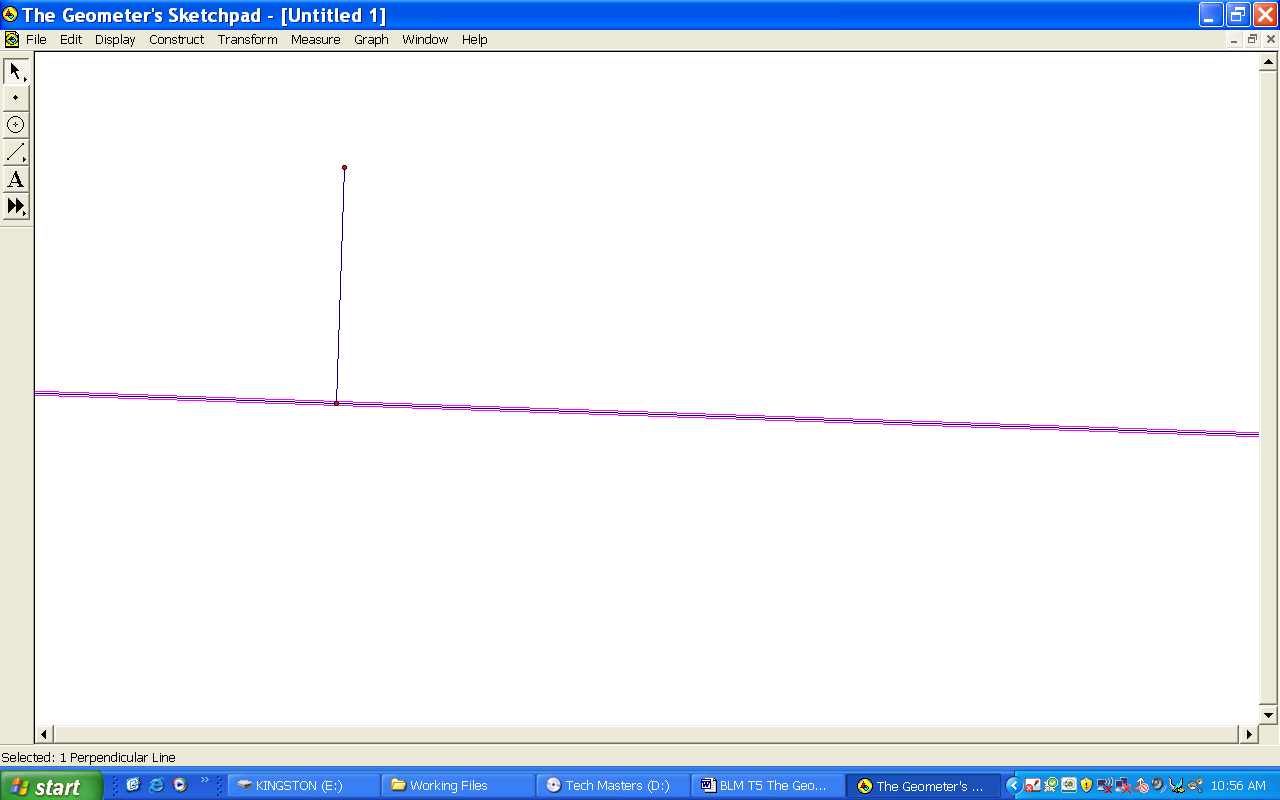 The Geometer's Sketchpad - [Untitled 1]
File Edit Display Construct Transform Measure Graph Window Help
A
Selected: 1 Perpendicular Line
start KINGSTON (E:) Working Files Tech Masters (D:) BLM T5 The Geo... The Geometer's ... 10:56 AM